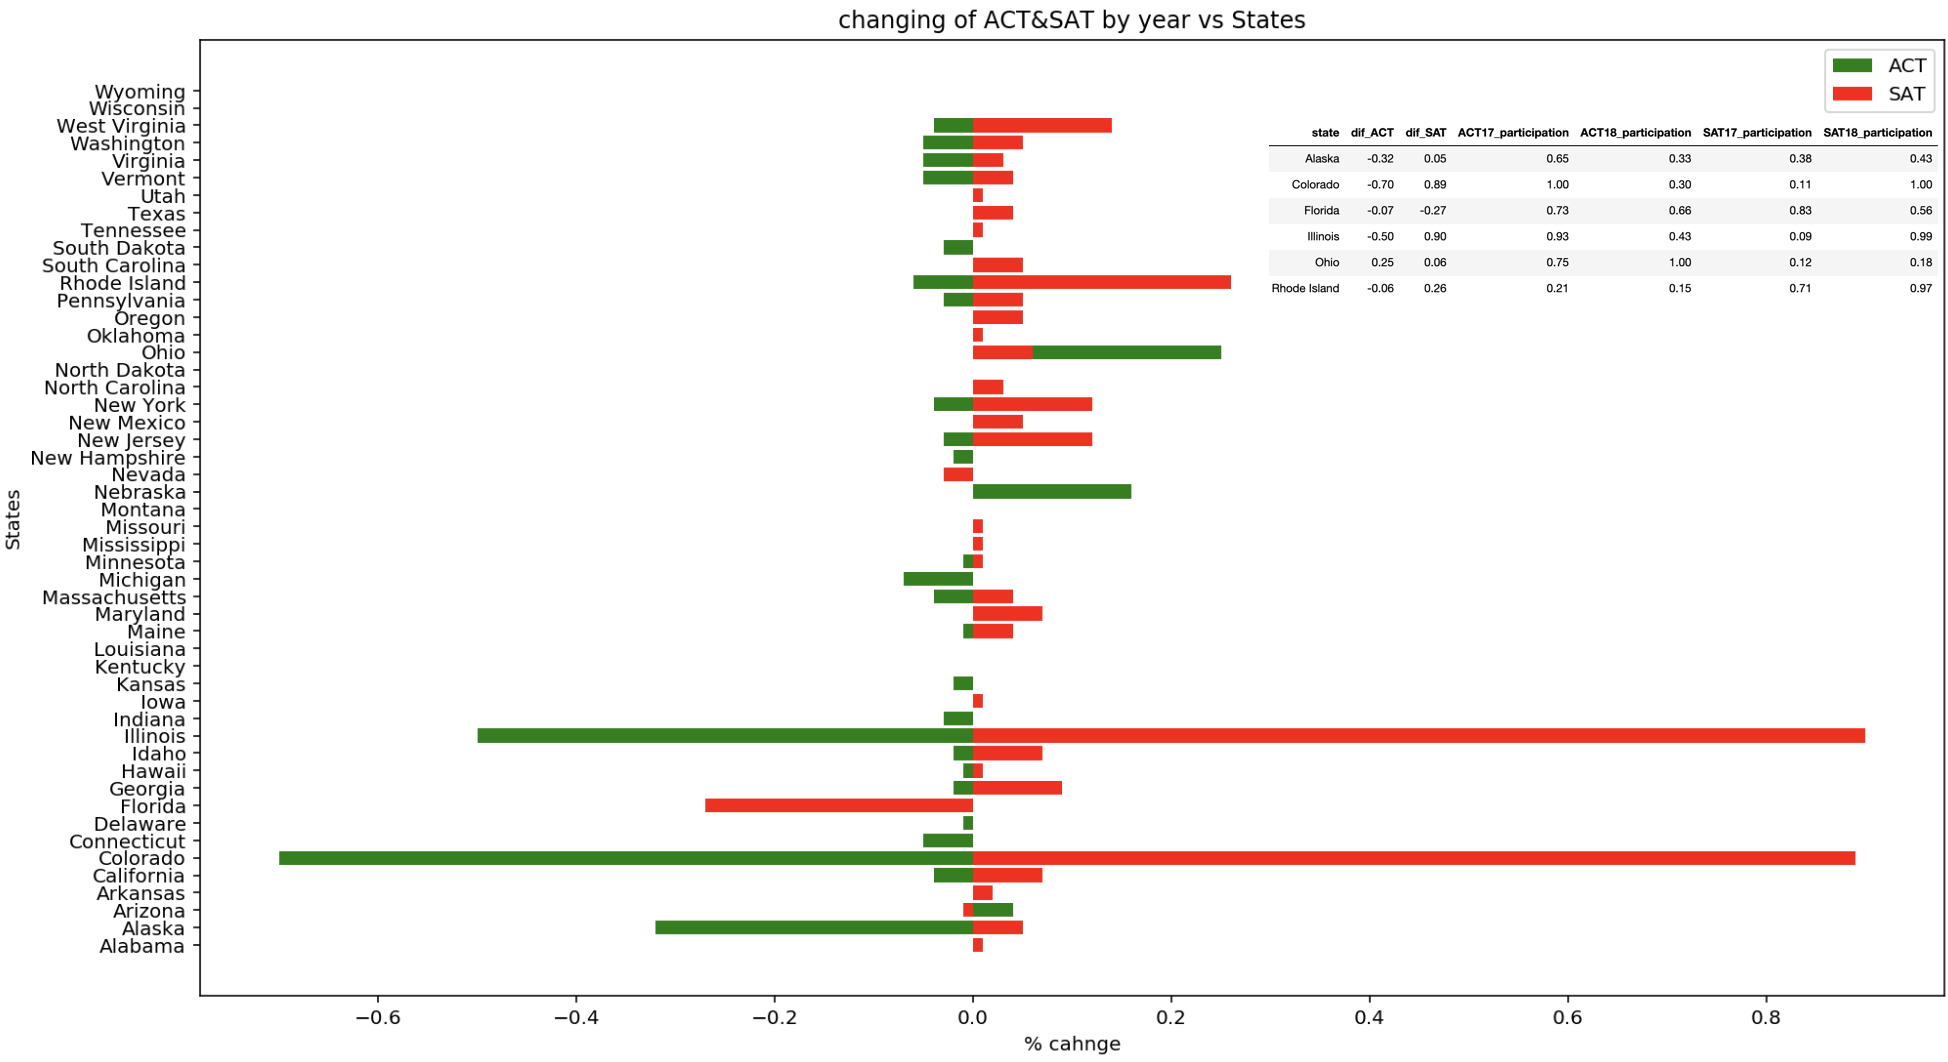 changing of ACT&SAT by year vs States
ACT
SAT
state dif_ACT dif_SAT ACT17_participation ACT18_participation SAT17_participation SAT18_participation
Alaska -0.32 0.05 0.65 0.33 0.38 0.43
Colorado -0.70 0.89 1.00 0.30 0.11 1.00
Florida -0.07 -0.27 0.73 0.66 0.83 0.56
Illinois -0.50 0.90 0.93 0.43 0.09 0.99
Ohio 0.25 0.06 0.75 1.00 0.12 0.18
Rhode Island -0.06 0.26 0.21 0.15 0.71 0.97
States
Wyoming
Wisconsin
West Virginia
Washington
Virginia
Vermont
Utah
Texas
Tennessee
South Dakota
South Carolina
Rhode Island
Pennsylvania
Oregon
Oklahoma
Ohio
North Dakota
North Carolina
New York
New Mexico
New Jersey
New Hampshire
Nevada
Nebraska
Montana
Missouri
Mississippi
Minnesota
Michigan
Massachusetts
Maryland
Maine
Louisiana
Kentucky
Kansas
Iowa
Indiana
Illinois
Idaho
Hawaii
Georgia
Florida
Delaware
Connecticut
Colorado
California
Arkansas
Arizona
Alaska
Alabama
−0.6 −0.4 −0.2 0.0 0.2 0.4 0.6 0.8
% cahnge